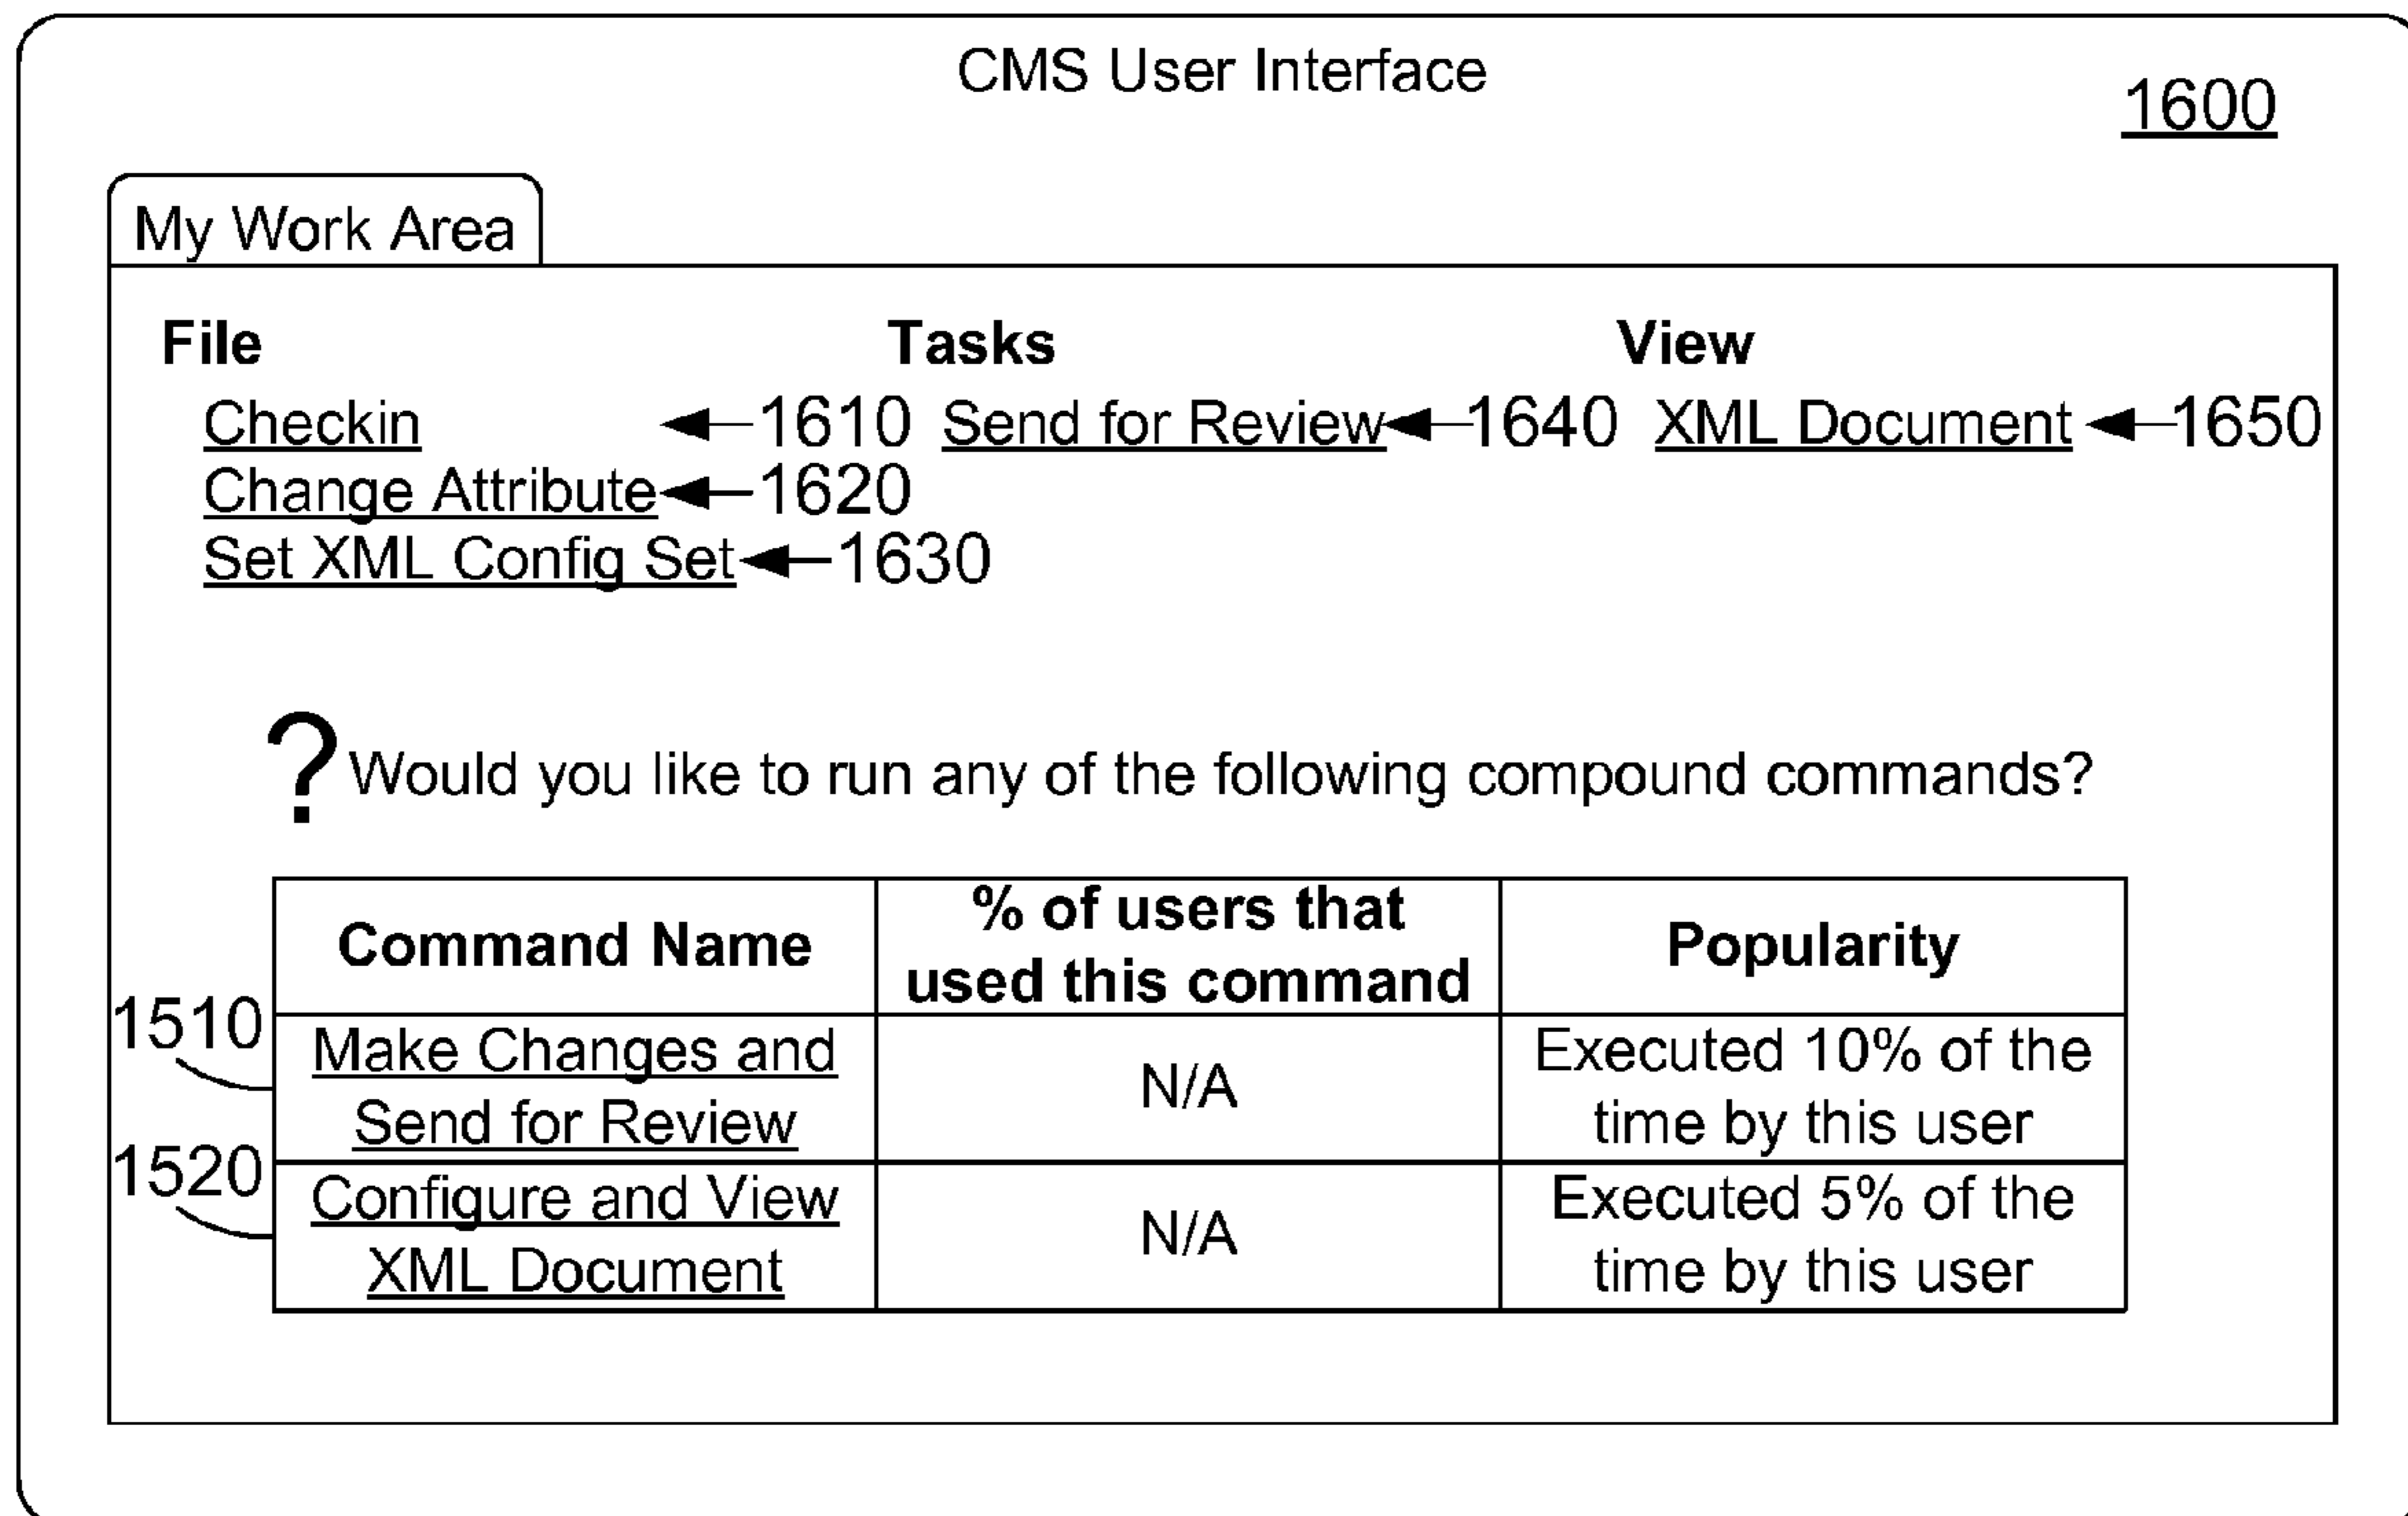 CMS User Interface
1600
My Work Area
File Tasks View
Checkin 1610 Send for Review 1640 XML Document 1650
Change Attribute 1620
Set XML Config Set 1630
? Would you like to run any of the following compound commands?
Command Name
% of users that
used this command
Popularity
1510
Make Changes and
Send for Review
N/A
Executed 10% of the
time by this user
1520
Configure and View
XML Document
N/A
Executed 5% of the
time by this user